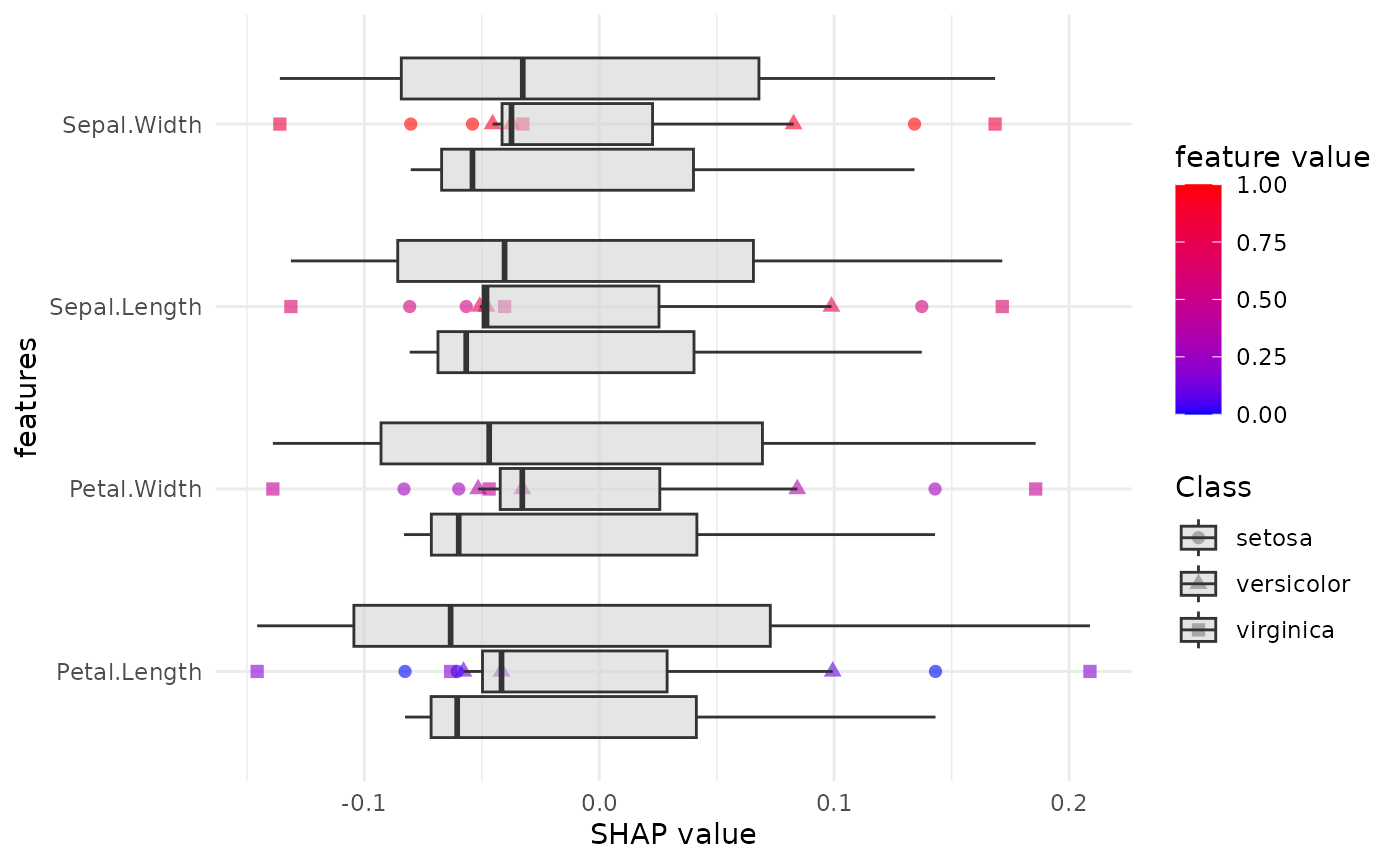 Sepal.Width
Sepal.Length
Petal.Width
Petal.Length
features
-0.1
0.0
0.1
0.2
SHAP value
feature value
1.00
0.75
0.50
0.25
0.00
Class
setosa
versicolor
virginica